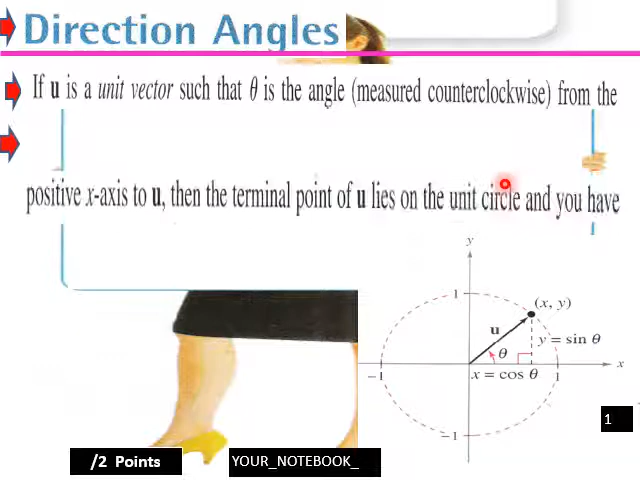 Direction Angles
If u is a unit vector such that θ is the angle (measured counterclockwise) from the
positive x-axis to u, then the terminal point of u lies on the unit circle and you have
y
1
(x, y)
u
y = sin θ
θ
−1
x = cos θ
1
x
−1
1
/2 Points
YOUR_NOTEBOOK_